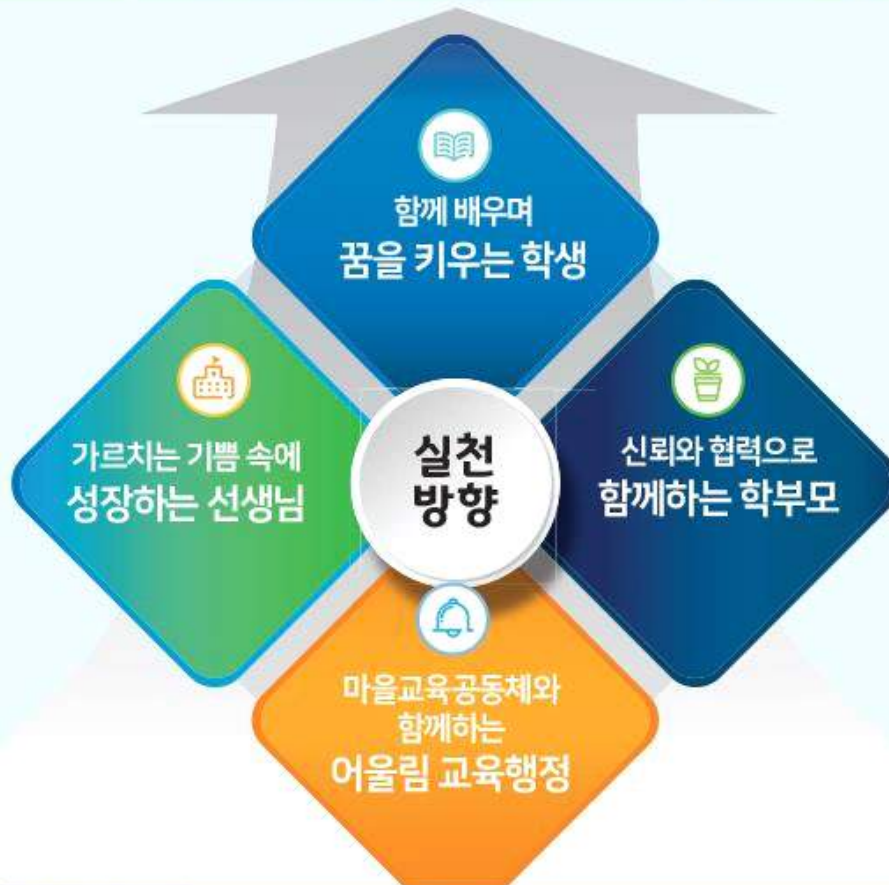 함께 배우며
꿈을 키우는 학생
가르치는 기쁨 속에
성장하는 선생님
실천
방향
신뢰와 협력으로
함께하는 학부모
마을교육공동체와
함께하는
어울림 교육행정